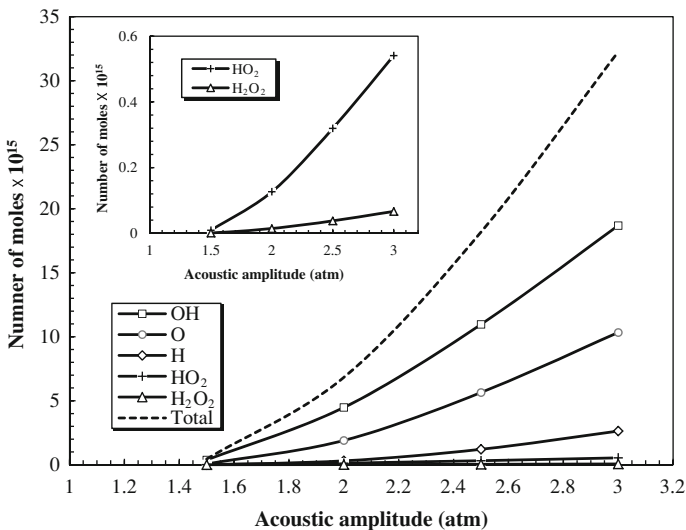 35
30
25
20
15
10
5
0
Numner of moles x 10¹⁵
1 1.2 1.4 1.6 1.8 2 2.2 2.4 2.6 2.8 3 3.2
Acoustic amplitude (atm)
0.6
0.4
0.2
0
Number of moles x 10¹⁵
HO₂
H₂O₂
1 1.5 2 2.5 3
Acoustic amplitude (atm)
OH
O
H
HO₂
H₂O₂
Total